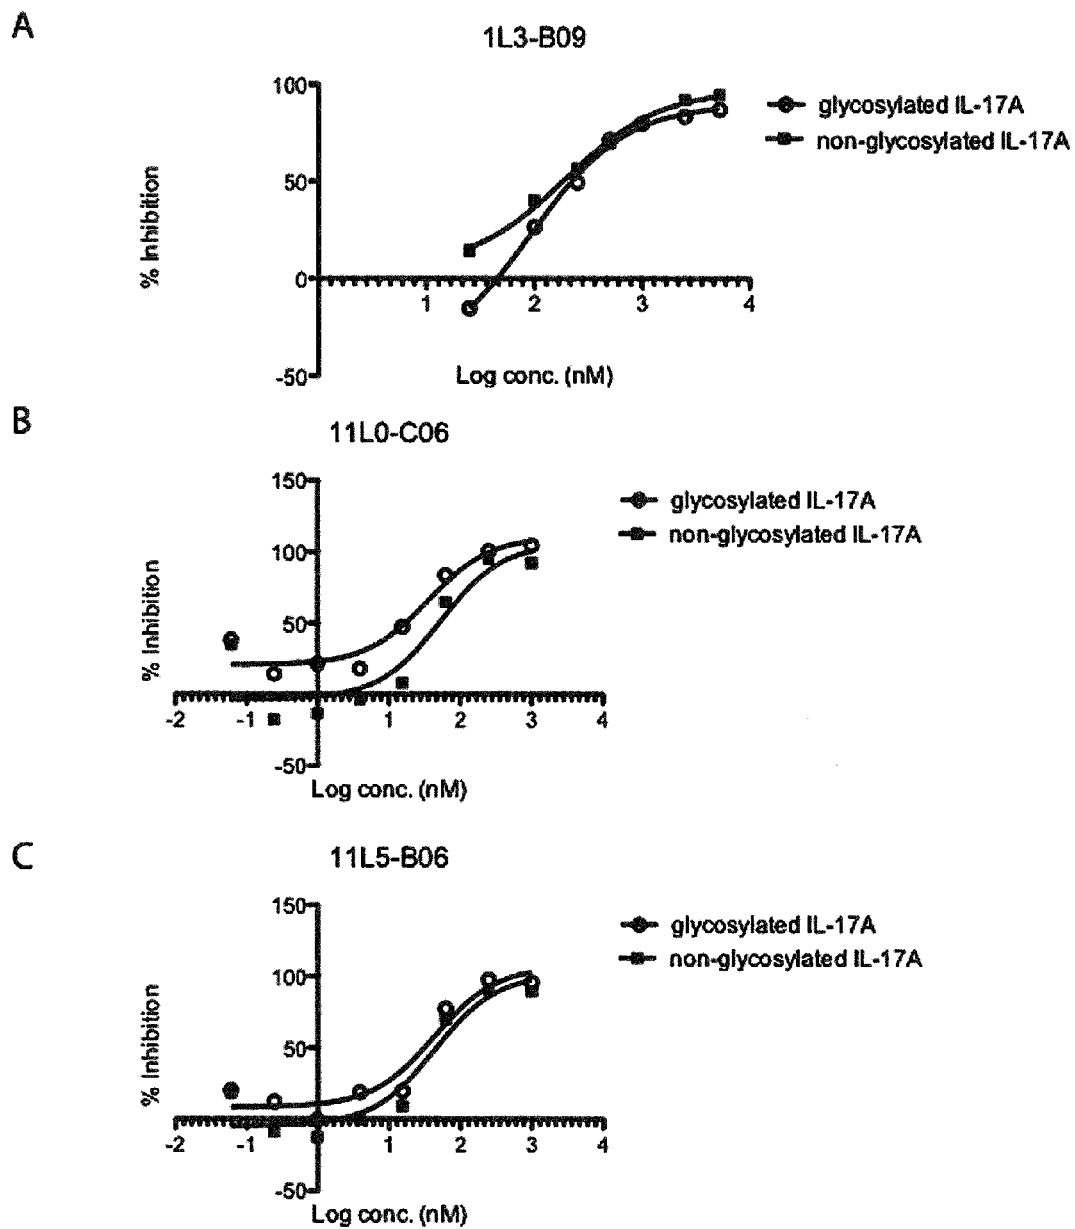 A
1L3-B09
100
50
0
-50
1 2 3 4
% Inhibition
Log conc. (nM)
glycosylated IL-17A
non-glycosylated IL-17A
B
11L0-C06
150
100
50
-50
-2 -1 1 2 3 4
% Inhibition
Log conc. (nM)
glycosylated IL-17A
non-glycosylated IL-17A
C
11L5-B06
150
100
50
-50
-2 -1 1 2 3 4
% Inhibition
Log conc. (nM)
glycosylated IL-17A
non-glycosylated IL-17A